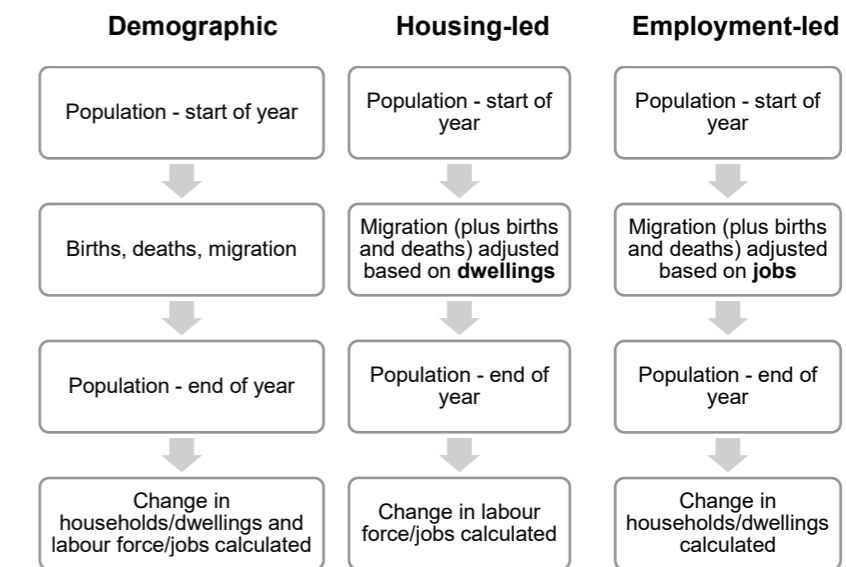 Demographic
Population - start of year
Births, deaths, migration
Population - end of year
Change in
households/dwellings and
labour force/jobs calculated
Housing-led
Population - start of
year
Migration (plus births
and deaths) adjusted
based on dwellings
Population - end of
year
Change in labour
force/jobs calculated
Employment-led
Population - start of
year
Migration (plus births
and deaths) adjusted
based on jobs
Population - end of
year
Change in
households/dwellings
calculated